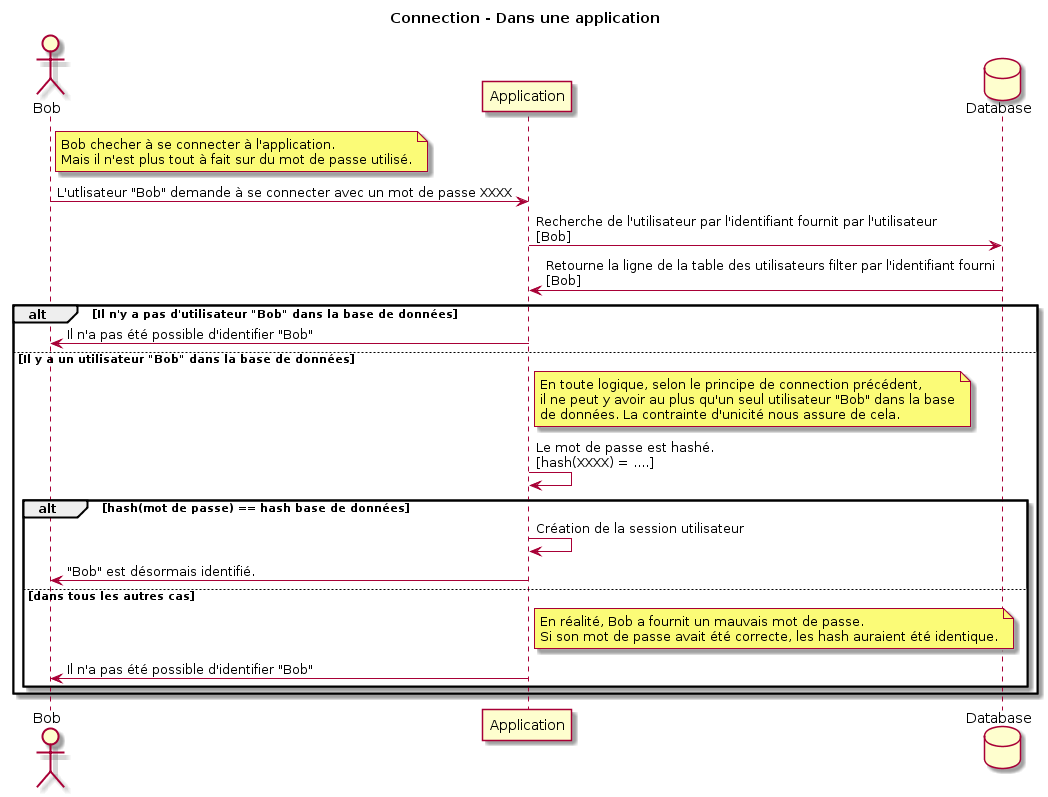 Connection - Dans une application
Bob
Application
Database
Bob checher à se connecter à l'application.
Mais il n'est plus tout à fait sur du mot de passe utilisé.
L'utlisateur "Bob" demande à se connecter avec un mot de passe XXXX
Recherche de l'utilisateur par l'identifiant fournit par l'utilisateur
[Bob]
Retourne la ligne de la table des utilisateurs filter par l'identifiant fourni
[Bob]
alt [Il n'y a pas d'utilisateur "Bob" dans la base de données]
Il n'a pas été possible d'identifier "Bob"
[Il y a un utilisateur "Bob" dans la base de données]
En toute logique, selon le principe de connection précédent,
il ne peut y avoir au plus qu'un seul utilisateur "Bob" dans la base
de données. La contrainte d'unicité nous assure de cela.
Le mot de passe est hashé.
[hash(XXXX) = ....]
alt [hash(mot de passe) == hash base de données]
Création de la session utilisateur
"Bob" est désormais identifié.
[dans tous les autres cas]
En réalité, Bob a fournit un mauvais mot de passe.
Si son mot de passe avait été correcte, les hash auraient été identique.
Il n'a pas été possible d'identifier "Bob"
Bob
Application
Database